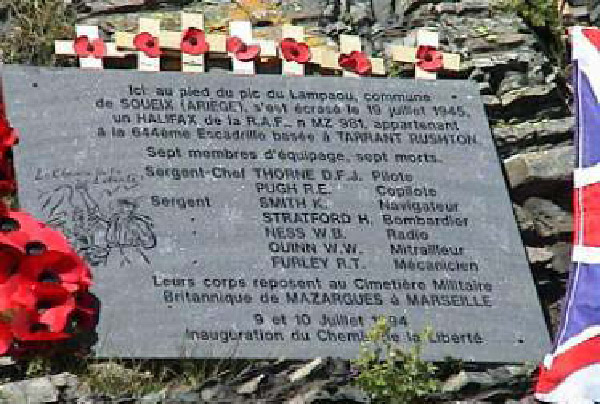 Ici au pied du pic du Lampaou, commune
de SOUEIX (ARIÈGE), s'est écrasé le 19 juillet 1945,
un HALIFAX de la R.A.F. n MZ 981, appartenant
à la 644ème Escadrille basée à TARRANT RUSHTON.
Sept membres d'équipage, sept morts.
Sergent-Chef THORNE D.F.J. Pilote
PUGH R.E. Copilote
Sergent SMITH K. Navigateur
STRATFORD H. Bombardier
NESS W.B. Radio
QUINN W.W. Mitrailleur
FURLEY R.T. Mécanicien
Leurs corps reposent au Cimetière Militaire
Britannique de MAZARGUES à MARSEILLE
9 et 10 Juillet 1994
Inauguration du Chemin de la Liberté